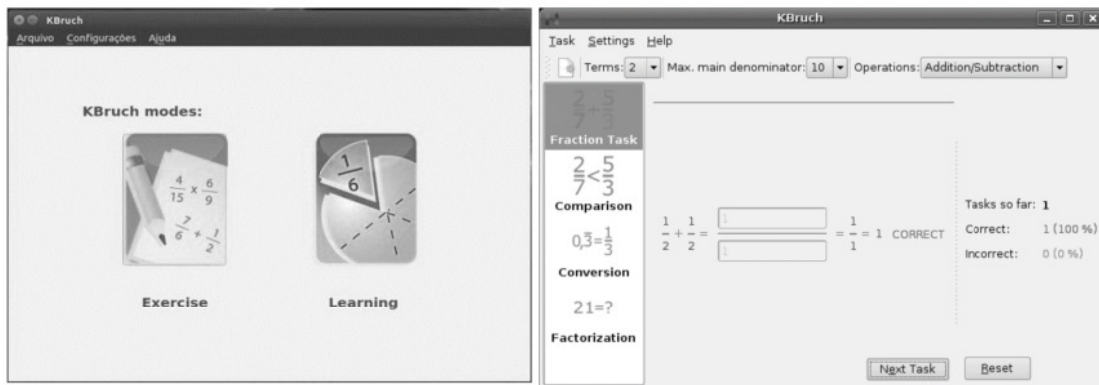 KBruch
Arquivo Configurações Ajuda
KBruch modes:
4/15 x 6/9
7/6 + 1/2
1/6
Exercise Learning
KBruch
Task Settings Help
Terms: 2 Max. main denominator: 10 Operations: Addition/Subtraction
2/7 + 5/3
Fraction Task
2/7 < 5/3
Comparison
0,3̅ = 1/3
Conversion
21=?
Factorization
1/2 + 1/2 = 1/1 = 1/1 = 1 CORRECT
Tasks so far: 1
Correct: 1 (100 %)
Incorrect: 0 (0 %)
Next Task Reset